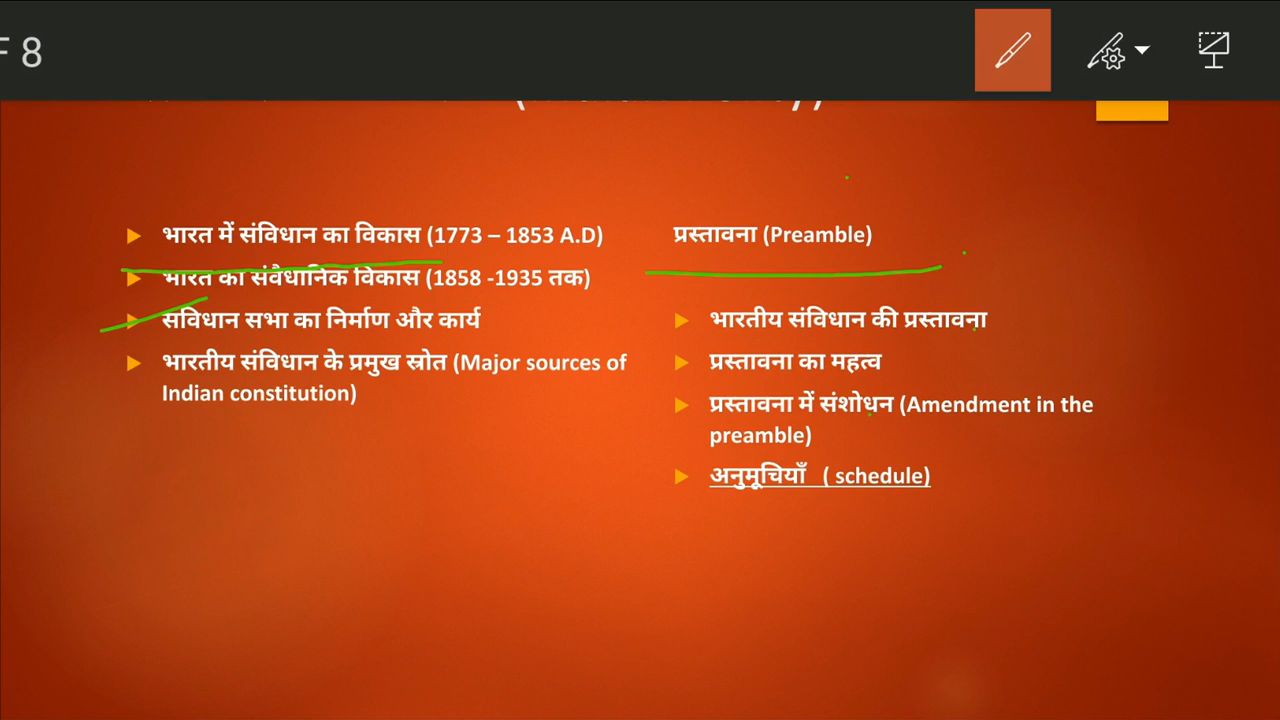 F 8
भारत में संविधान का विकास (1773 – 1853 A.D)
भारत का संवैधानिक विकास (1858 -1935 तक)
संविधान सभा का निर्माण और कार्य
भारतीय संविधान के प्रमुख स्रोत (Major sources of
Indian constitution)
प्रस्तावना (Preamble)
भारतीय संविधान की प्रस्तावना
प्रस्तावना का महत्व
प्रस्तावना में संशोधन (Amendment in the
preamble)
अनुमूचियाँ ( schedule)